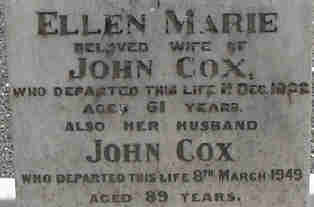 ELLEN MARIE
BELOVED WIFE OF
JOHN COX,
WHO DEPARTED THIS LIFE DEC.
AGED 61 YEARS.
ALSO HER HUSBAND
JOHN COX
WHO DEPARTED THIS LIFE 8TH MARCH 1949
AGED 89 YEARS.